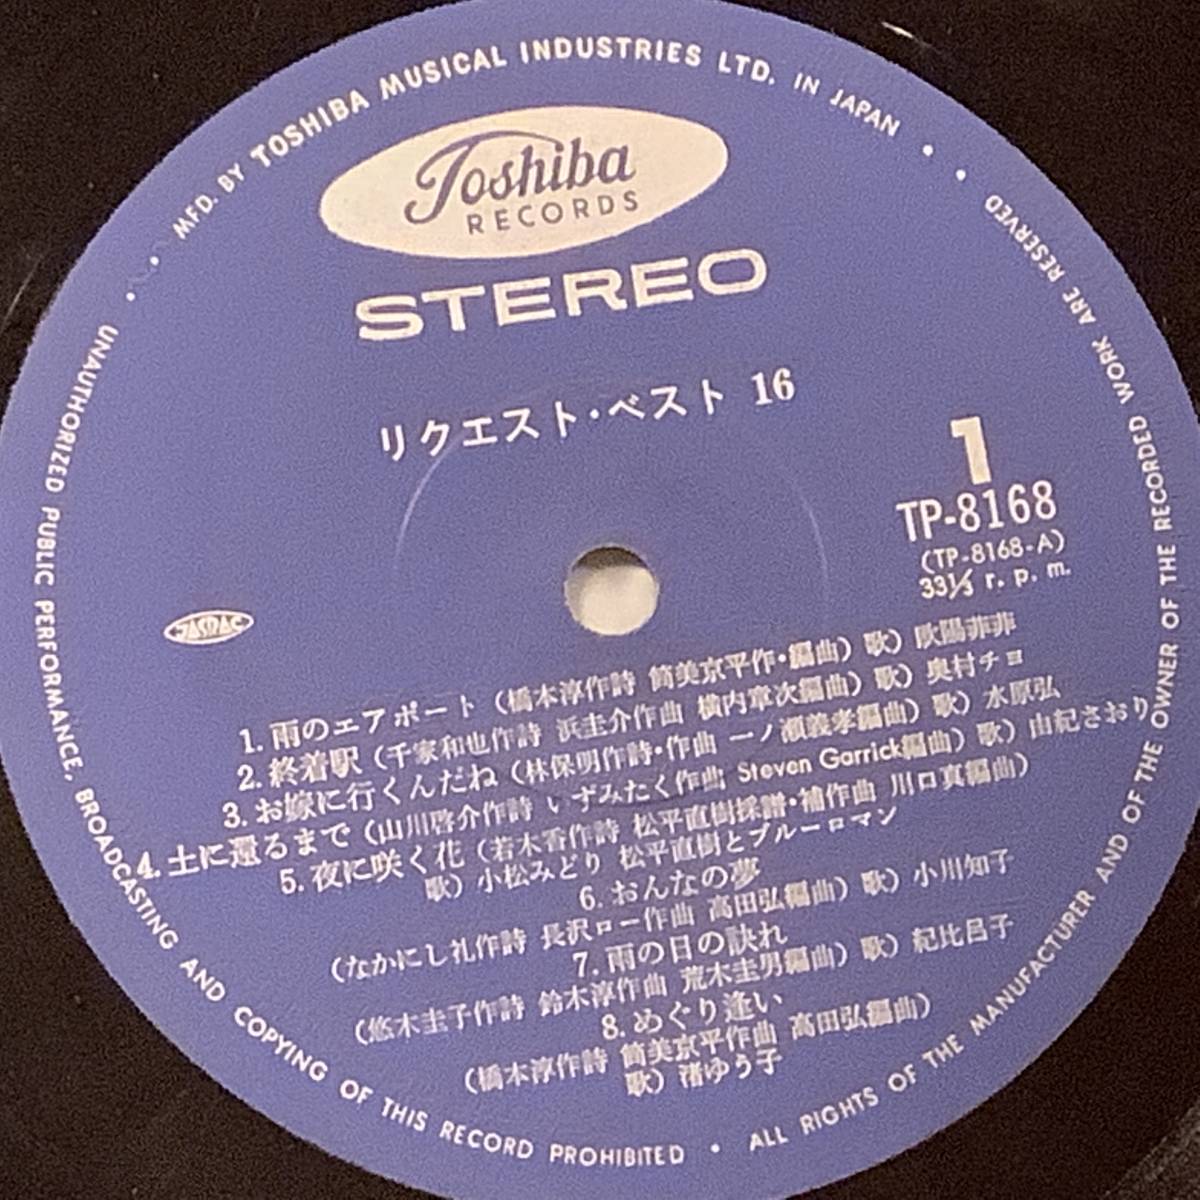 MFD. BY TOSHIBA MUSICAL INDUSTRIES LTD. IN JAPAN
Toshiba
RECORDS
STEREO
リクエスト・ベスト 16
1
TP-8168
(TP-8168-A)
33⅓ r. p. m.
JASRAC
1. 雨のエアポート (橋本淳作詩 筒美京平作・編曲) 歌) 欧陽菲菲
2. 終着駅 (千家和也作詩 浜圭介作曲 横内章次編曲) 歌) 奥村チヨ
3. お嫁に行くんだね (林保明作詩・作曲 一ノ瀬義孝編曲) 歌) 水原弘
4. 土に還るまで (山川啓介作詩 いずみたく作曲 Steven Garrick編曲) 歌) 由紀さおり
5. 夜に咲く花 (若木香作詩 松平直樹採譜・補作曲 川口真編曲)
歌) 小松みどり 松平直樹とブルーロマン
6. おんなの夢
(なかにし礼作詩 長沢ロー作曲 高田弘編曲) 歌) 小川知子
7. 雨の日の訣れ
(悠木圭子作詩 鈴木淳作曲 荒木圭男編曲) 歌) 紀比呂子
8. めぐり逢い
(橋本淳作詩 筒美京平作曲 高田弘編曲)
歌) 渚ゆう子
UNAUTHORIZED PUBLIC PERFORMANCE, BROADCASTING AND COPYING OF THIS RECORD PROHIBITED • ALL RIGHTS OF THE MANUFACTURER AND OF THE OWNER OF THE RECORDED WORK ARE RESERVED